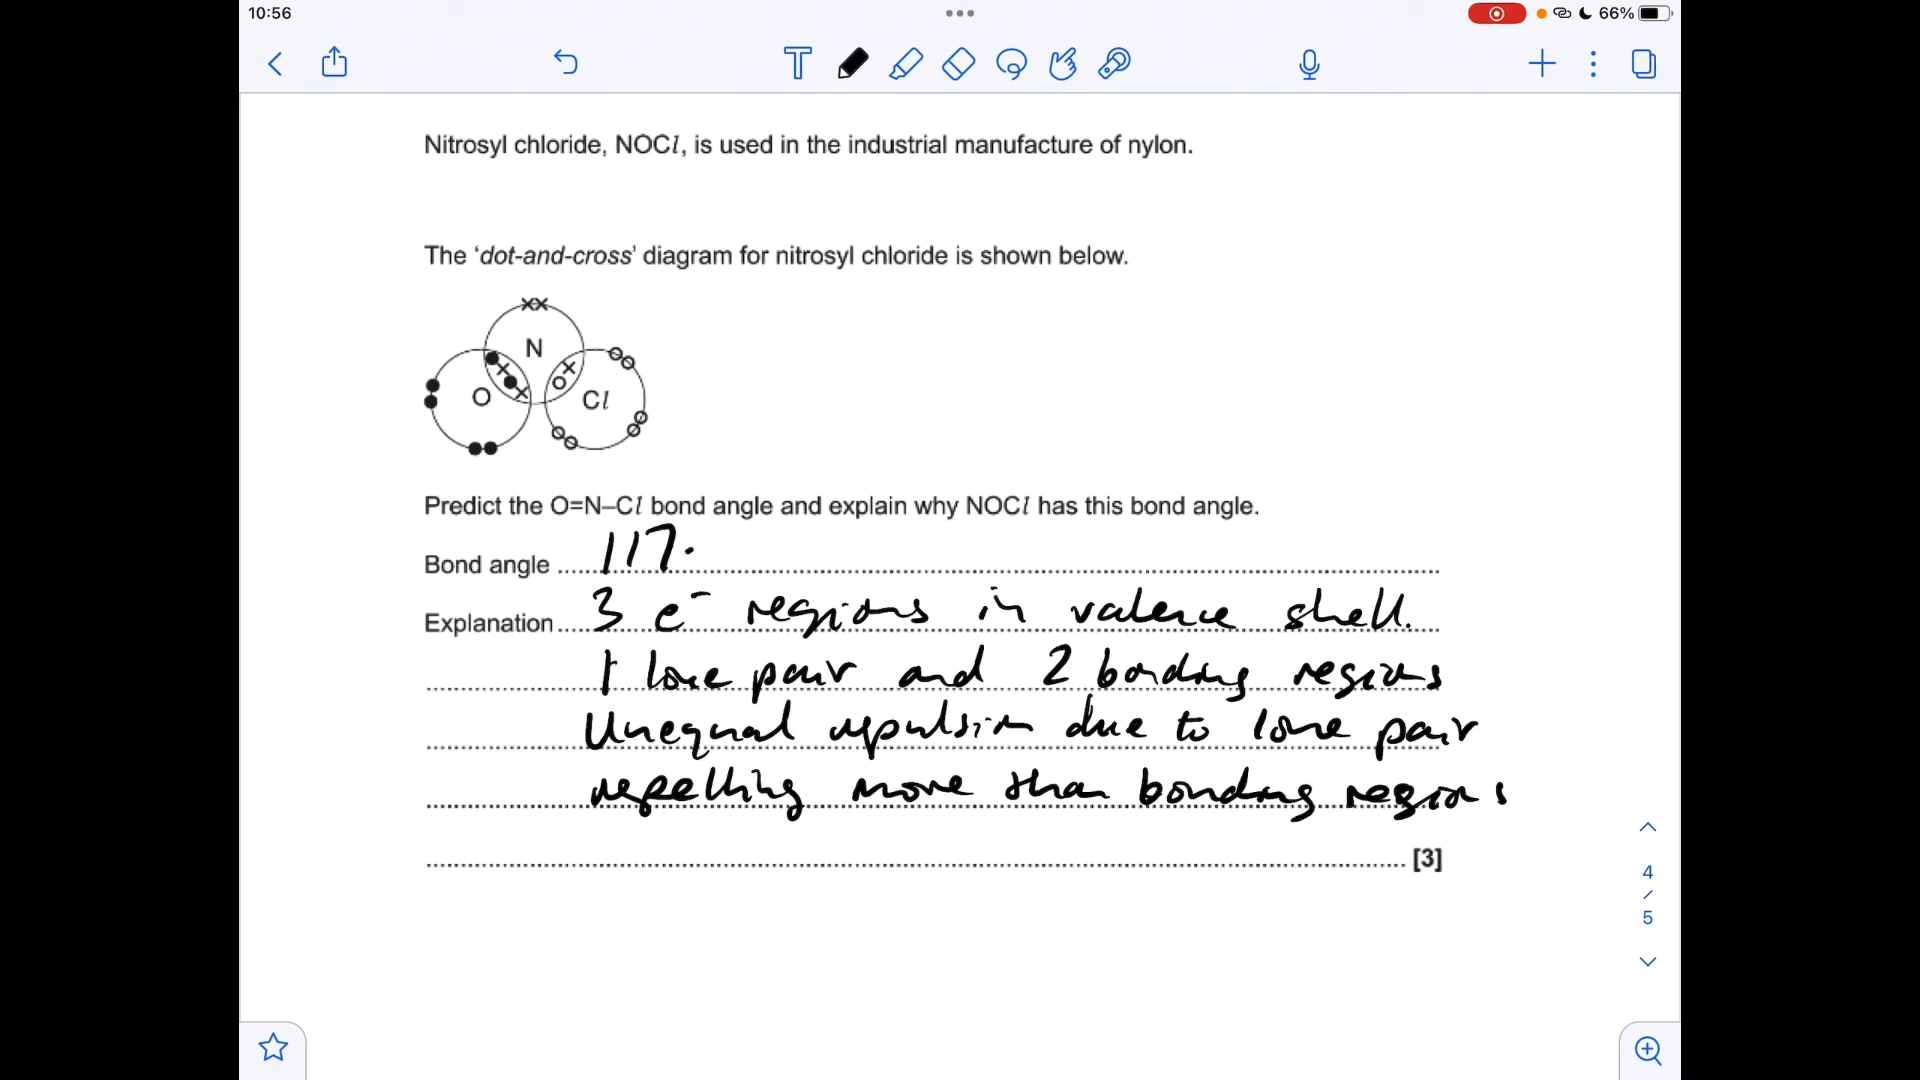 10:56
66%
Nitrosyl chloride, NOCl, is used in the industrial manufacture of nylon.
The ‘dot-and-cross’ diagram for nitrosyl chloride is shown below.
N
O
Cl
Predict the O=N–Cl bond angle and explain why NOCl has this bond angle.
Bond angle 117°
Explanation 3 e⁻ regions in valence shell.
1 lone pair and 2 bonding regions
Unequal repulsion due to lone pair
repelling more than bonding regions
[3]
4
/
5